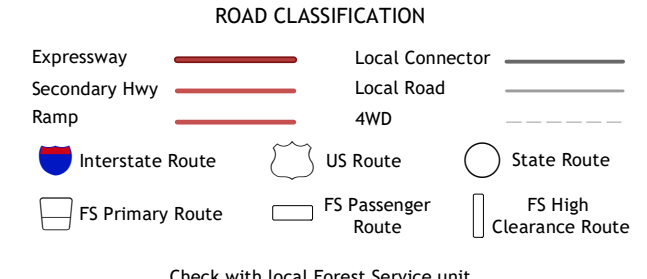 ROAD CLASSIFICATION
Expressway
Local Connector
Secondary Hwy
Local Road
Ramp
4WD
Interstate Route
US Route
State Route
FS Primary Route
FS Passenger
Route
FS High
Clearance Route
Check with local Forest Service unit